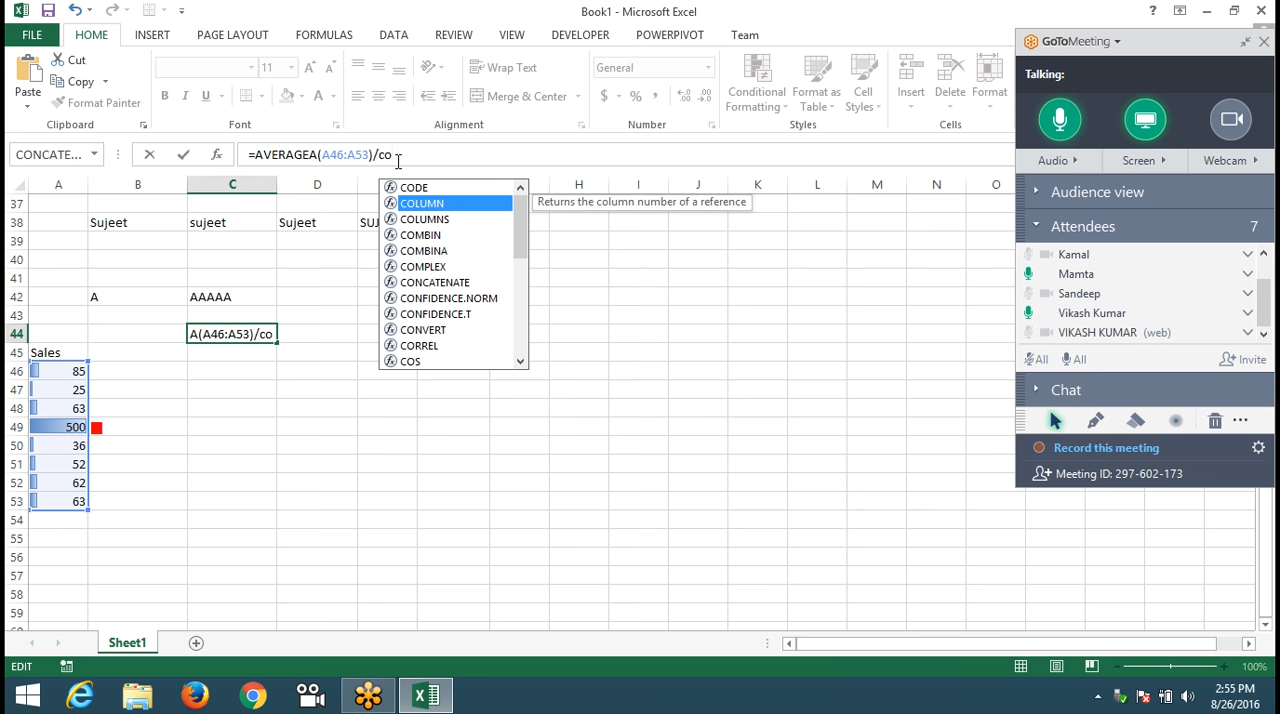 Book1 - Microsoft Excel
FILE HOME INSERT PAGE LAYOUT FORMULAS DATA REVIEW VIEW DEVELOPER POWERPIVOT Team
Cut
Copy
Format Painter
Paste
Clipboard
11
B I U
Font
Wrap Text
Merge & Center
Alignment
General
Number
Conditional Formatting
Format as Table
Cell Styles
Styles
Insert Delete Format
Cells
CONCATE... =AVERAGEA(A46:A53)/co
A B C D H I J K L M N O
37
38 Sujeet sujeet Sujeet SUJ
39
40
41
42 A AAAAA
43
44 A(A46:A53)/co
45 Sales
46 85
47 25
48 63
49 500
50 36
51 52
52 62
53 63
54
55
56
57
58
59
CODE
COLUMN Returns the column number of a reference
COLUMNS
COMBIN
COMBINA
COMPLEX
CONCATENATE
CONFIDENCE.NORM
CONFIDENCE.T
CONVERT
CORREL
COS
GoToMeeting
Talking:
Audio Screen Webcam
Audience view
Attendees 7
Kamal
Mamta
Sandeep
Vikash Kumar
VIKASH KUMAR (web)
All All Invite
Chat
Record this meeting
Meeting ID: 297-602-173
Sheet1
EDIT 100%
2:55 PM
8/26/2016